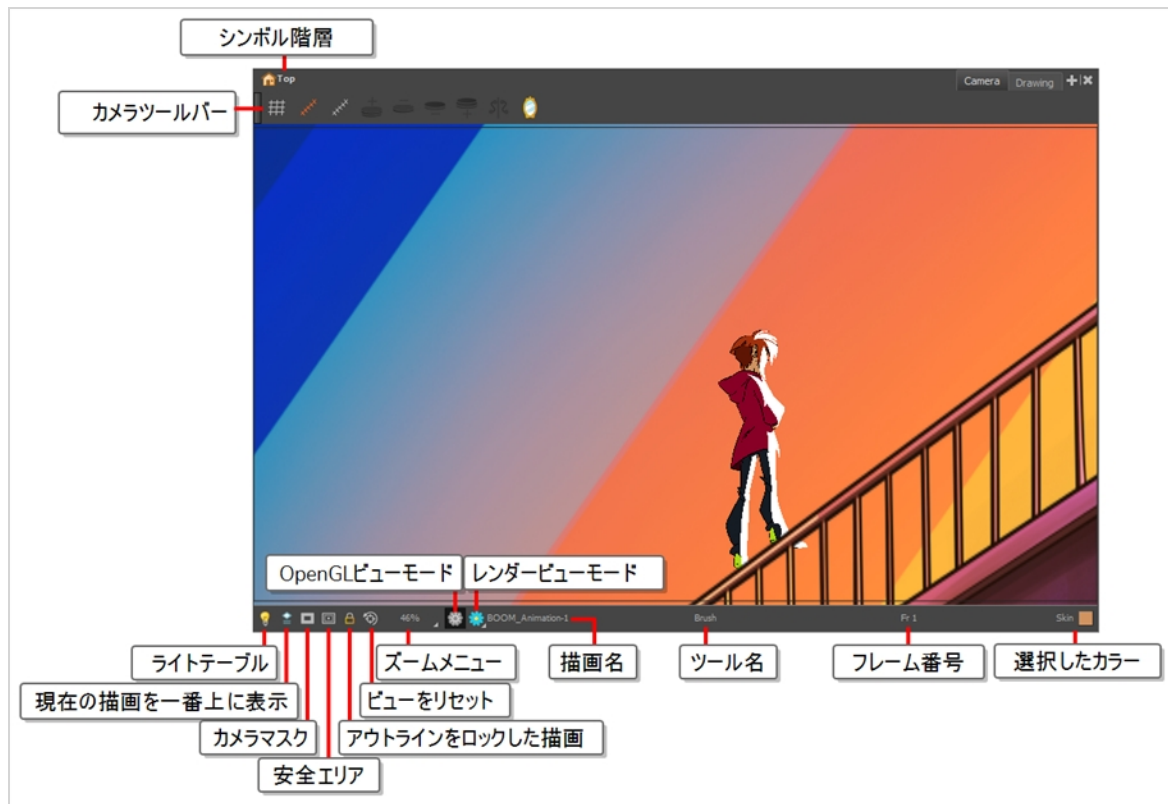 シンボル階層
Top
Camera
Drawing
カメラツールバー
OpenGLビューモード
レンダービューモード
46%
BOOM_Animation-1
Brush
Fr 1
Skin
ライトテーブル
ズームメニュー
描画名
ツール名
フレーム番号
選択したカラー
現在の描画を一番上に表示
ビューをリセット
カメラマスク
アウトラインをロックした描画
安全エリア